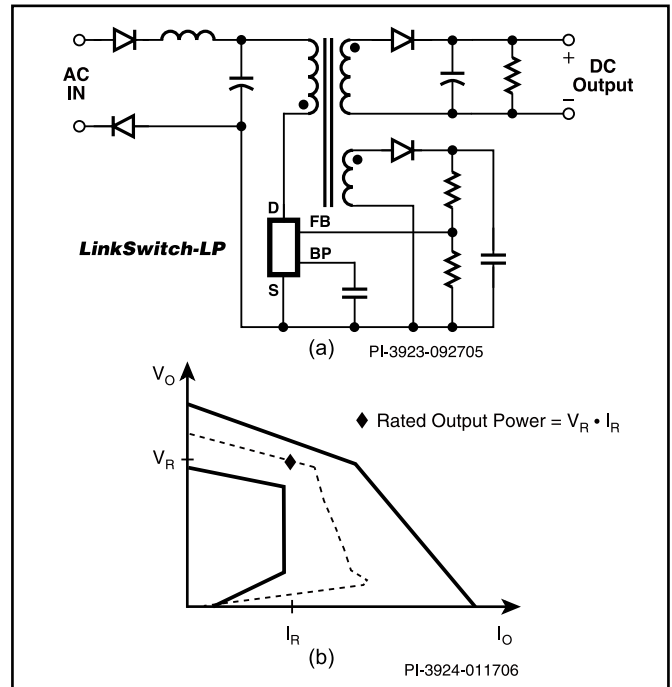 AC
IN
+
DC
Output
−
D
FB
LinkSwitch-LP
BP
S
(a)
PI-3923-092705
V_O
◆ Rated Output Power = V_R • I_R
V_R
I_R
I_O
(b)
PI-3924-011706